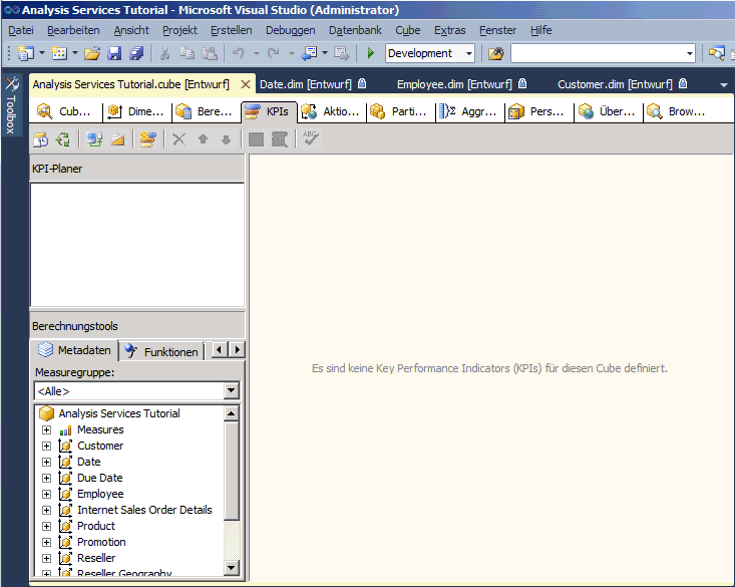 Analysis Services Tutorial - Microsoft Visual Studio (Administrator)
Datei Bearbeiten Ansicht Projekt Erstellen Debuggen Datenbank Cube Extras Fenster Hilfe
Development
Analysis Services Tutorial.cube [Entwurf] Date.dim [Entwurf] Employee.dim [Entwurf] Customer.dim [Entwurf]
Toolbox
Cub... Dime... Bere... KPIs Aktio... Parti... Aggr... Pers... Über... Brow...
KPI-Planer
Berechnungstools
Metadaten Funktionen
Measuregruppe:
<Alle>
Analysis Services Tutorial
Measures
Customer
Date
Due Date
Employee
Internet Sales Order Details
Product
Promotion
Reseller
Reseller Geography
Es sind keine Key Performance Indicators (KPIs) für diesen Cube definiert.